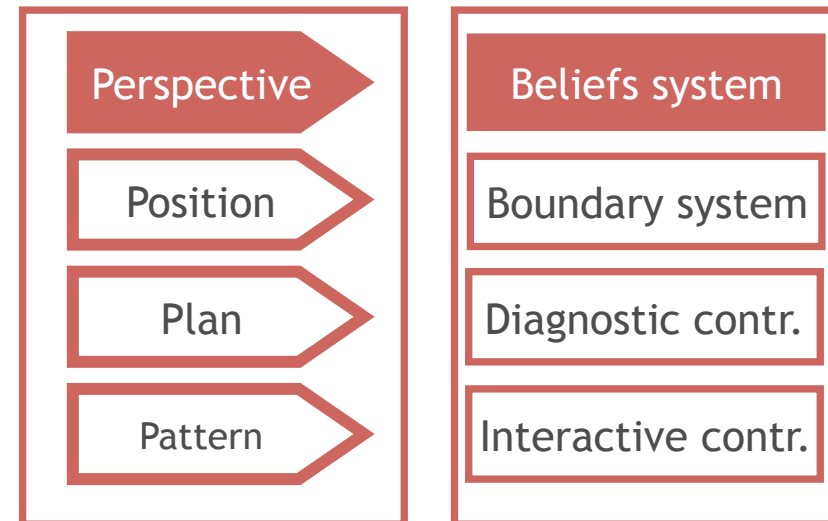 Perspective
Beliefs system
Position
Boundary system
Plan
Diagnostic contr.
Pattern
Interactive contr.